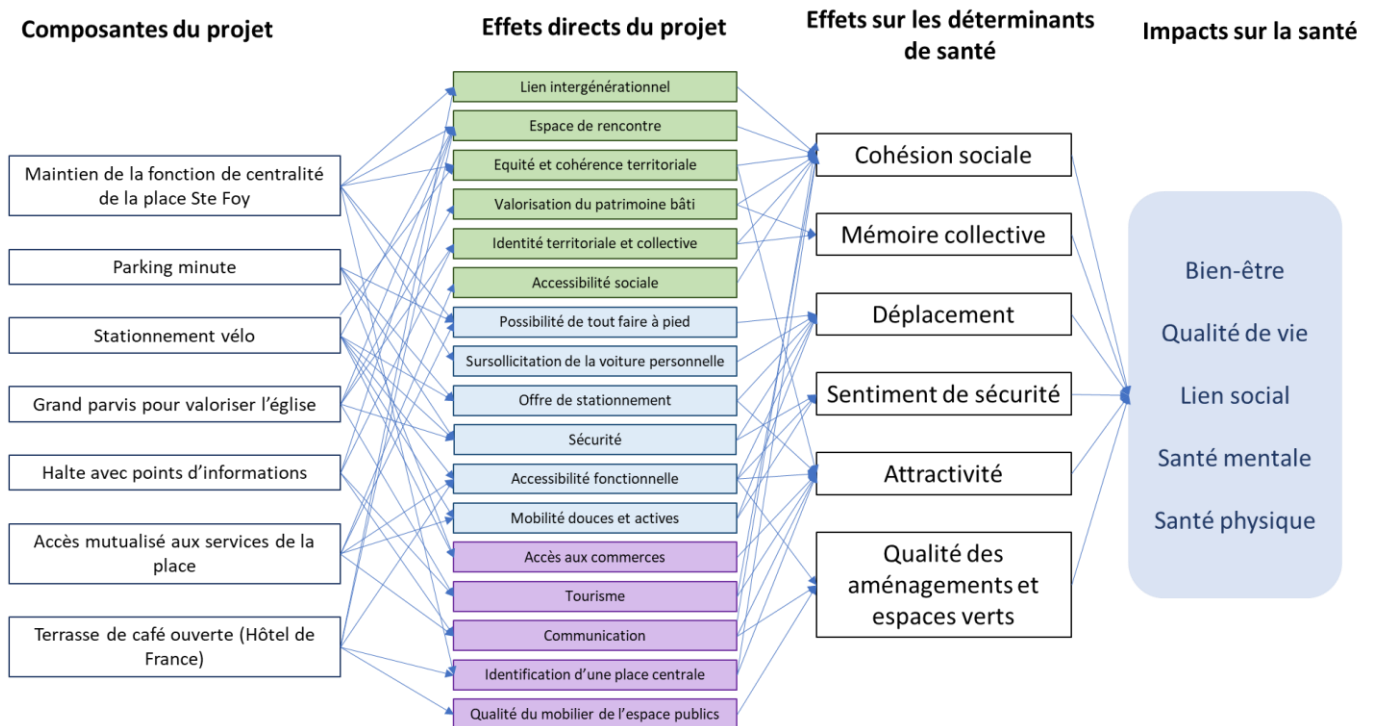 Composantes du projet
Effets directs du projet
Effets sur les déterminants
de santé
Impacts sur la santé
Maintien de la fonction de centralité
de la place Ste Foy
Parking minute
Stationnement vélo
Grand parvis pour valoriser l’église
Halte avec points d’informations
Accès mutualisé aux services de la
place
Terrasse de café ouverte (Hôtel de
France)
Lien intergénérationnel
Espace de rencontre
Equité et cohérence territoriale
Valorisation du patrimoine bâti
Identité territoriale et collective
Accessibilité sociale
Possibilité de tout faire à pied
Sursollicitation de la voiture personnelle
Offre de stationnement
Sécurité
Accessibilité fonctionnelle
Mobilité douces et actives
Accès aux commerces
Tourisme
Communication
Identification d’une place centrale
Qualité du mobilier de l’espace publics
Cohésion sociale
Mémoire collective
Déplacement
Sentiment de sécurité
Attractivité
Qualité des
aménagements et
espaces verts
Bien-être
Qualité de vie
Lien social
Santé mentale
Santé physique